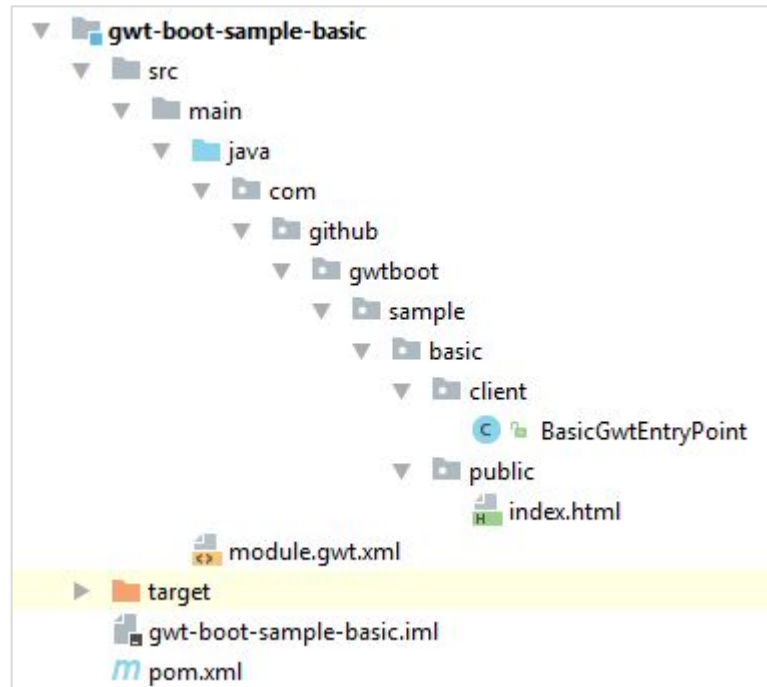 gwt-boot-sample-basic
src
main
java
com
github
gwtboot
sample
basic
client
C BasicGwtEntryPoint
public
H index.html
<> module.gwt.xml
target
gwt-boot-sample-basic.iml
m pom.xml